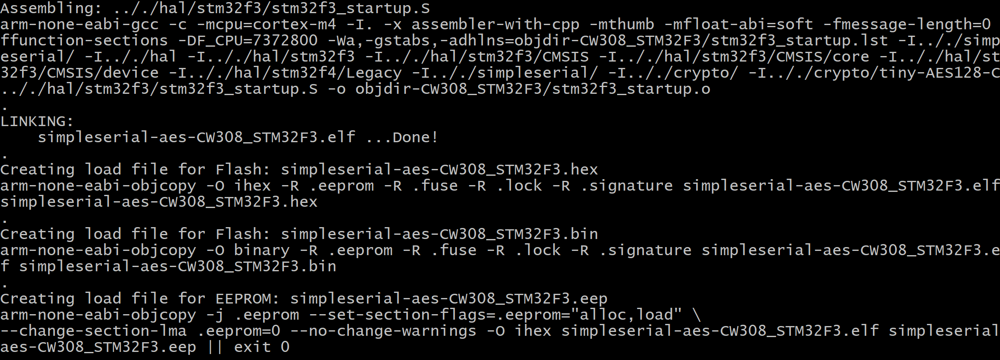 Assembling: .././hal/stm32f3/stm32f3_startup.S
arm-none-eabi-gcc -c -mcpu=cortex-m4 -I. -x assembler-with-cpp -mthumb -mfloat-abi=soft -fmessage-length=0
ffunction-sections -DF_CPU=7372800 -Wa,-gstabs,-adhlns=objdir-CW308_STM32F3/stm32f3_startup.lst -I.././simp
eserial/ -I.././hal -I.././hal/stm32f3 -I.././hal/stm32f3/CMSIS -I.././hal/stm32f3/CMSIS/core -I.././hal/st
32f3/CMSIS/device -I.././hal/stm32f4/Legacy -I.././simpleserial/ -I.././crypto/ -I.././crypto/tiny-AES128-C
.././hal/stm32f3/stm32f3_startup.S -o objdir-CW308_STM32F3/stm32f3_startup.o
.
LINKING:
    simpleserial-aes-CW308_STM32F3.elf ...Done!
.
Creating load file for Flash: simpleserial-aes-CW308_STM32F3.hex
arm-none-eabi-objcopy -O ihex -R .eeprom -R .fuse -R .lock -R .signature simpleserial-aes-CW308_STM32F3.elf
simpleserial-aes-CW308_STM32F3.hex
.
Creating load file for Flash: simpleserial-aes-CW308_STM32F3.bin
arm-none-eabi-objcopy -O binary -R .eeprom -R .fuse -R .lock -R .signature simpleserial-aes-CW308_STM32F3.e
f simpleserial-aes-CW308_STM32F3.bin
.
Creating load file for EEPROM: simpleserial-aes-CW308_STM32F3.eep
arm-none-eabi-objcopy -j .eeprom --set-section-flags=.eeprom="alloc,load" \
--change-section-lma .eeprom=0 --no-change-warnings -O ihex simpleserial-aes-CW308_STM32F3.elf simpleserial
aes-CW308_STM32F3.eep || exit 0